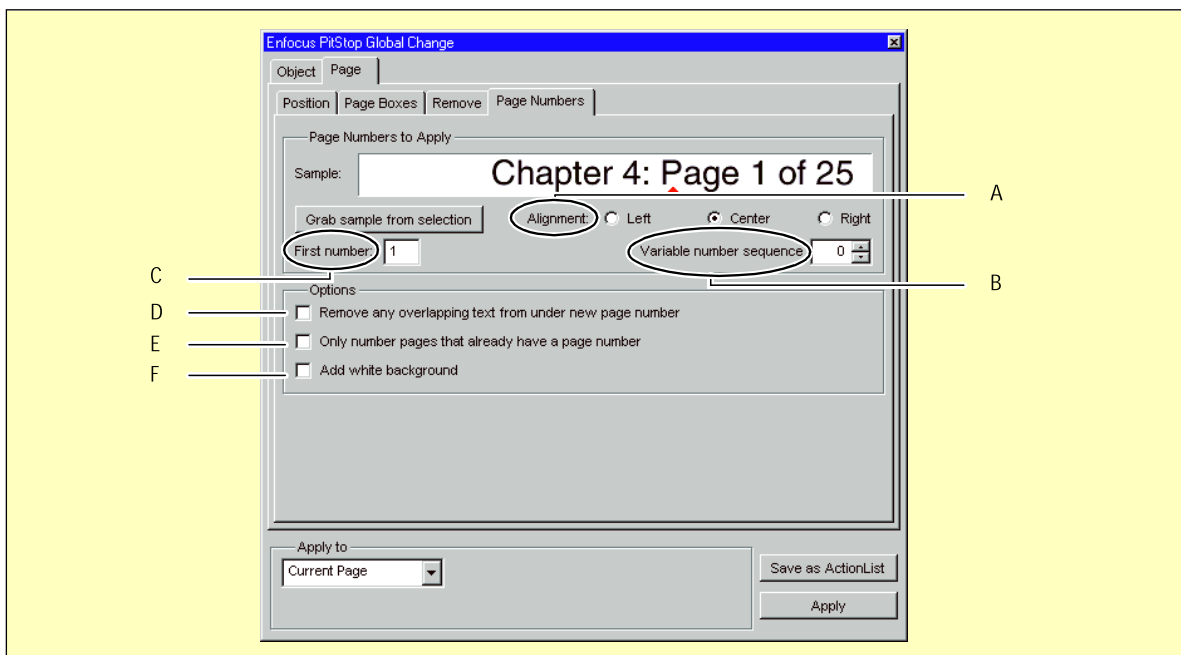 Enfocus PitStop Global Change
Object Page
Position Page Boxes Remove Page Numbers
Page Numbers to Apply
Sample: Chapter 4: Page 1 of 25
A
Grab sample from selection Alignment: Left Center Right
First number: 1 Variable number sequence 0
C
B
Options
D Remove any overlapping text from under new page number
E Only number pages that already have a page number
F Add white background
Apply to
Current Page
Save as ActionList
Apply